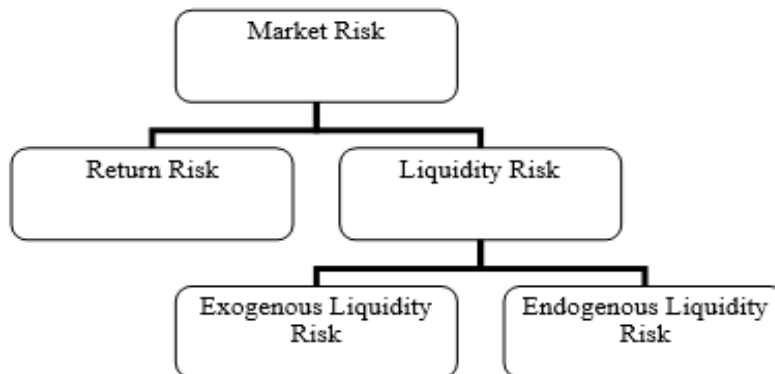 Market Risk
Return Risk
Liquidity Risk
Exogenous Liquidity
Risk
Endogenous Liquidity
Risk